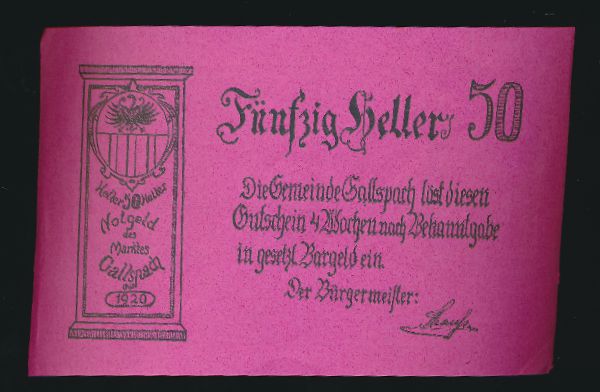 Heller 50 Heller
Notgeld
des
Marktes
Gallspach
1920
Fünfzig Heller 50
Die Gemeinde Gallspach löst diesen
Gutschein 4 Wochen nach Bekanntgabe
in gesetzl. Bargeld ein.
Der Bürgermeister: